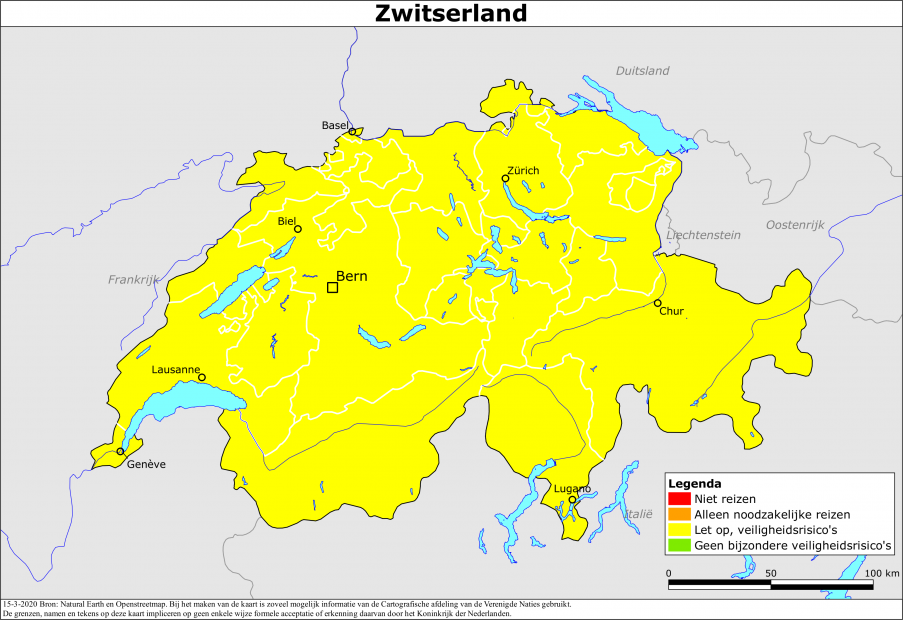 Zwitserland
Duitsland
Basel
Zürich
Biel
Oostenrijk
Liechtenstein
Frankrijk
Bern
Chur
Lausanne
Genève
Lugano
Italië
Legenda
Niet reizen
Alleen noodzakelijke reizen
Let op, veiligheidsrisico's
Geen bijzondere veiligheidsrisico's
0 50 100 km
15-3-2020 Bron: Natural Earth en Openstreetmap. Bij het maken van de kaart is zoveel mogelijk informatie van de Cartografische afdeling van de Verenigde Naties gebruikt.
De grenzen, namen en tekens op deze kaart impliceren op geen enkele wijze formele acceptatie of erkenning daarvan door het Koninkrijk der Nederlanden.